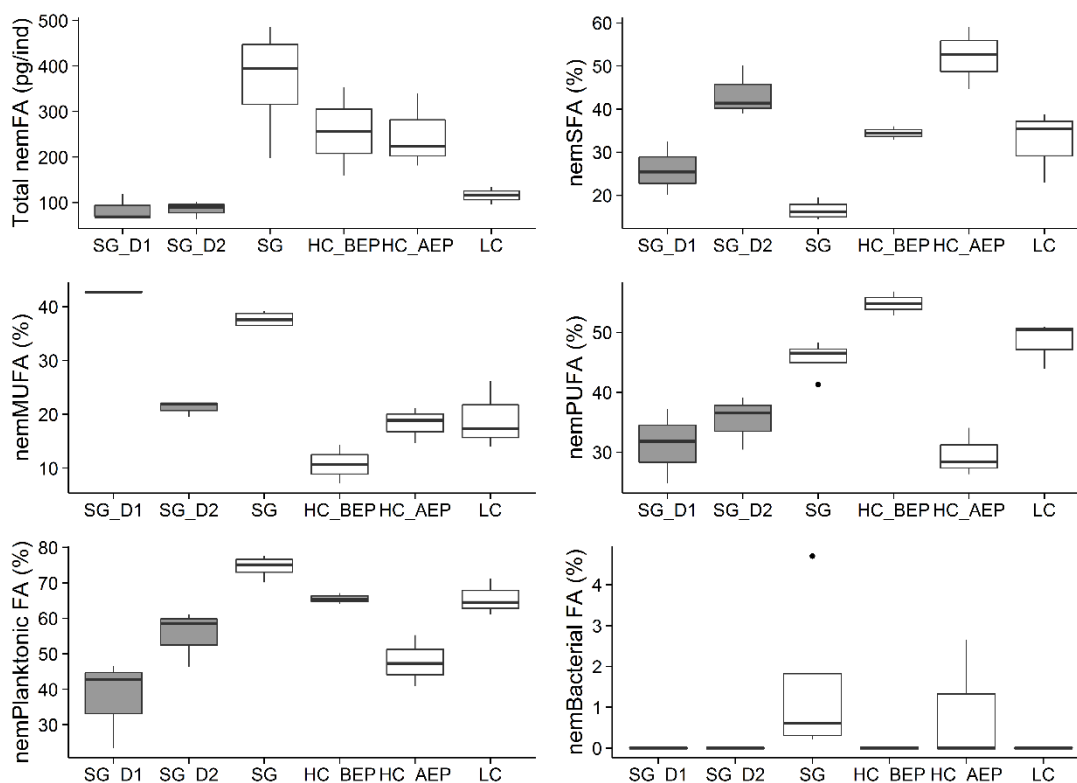 Total nemFA (pg/ind)
500
400
300
200
100
SG_D1 SG_D2 SG HC_BEP HC_AEP LC
nemSFA (%)
60
50
40
30
20
SG_D1 SG_D2 SG HC_BEP HC_AEP LC
nemMUFA (%)
40
30
20
10
SG_D1 SG_D2 SG HC_BEP HC_AEP LC
nemPUFA (%)
50
40
30
SG_D1 SG_D2 SG HC_BEP HC_AEP LC
nemPlanktonic FA (%)
80
70
60
50
40
30
SG_D1 SG_D2 SG HC_BEP HC_AEP LC
nemBacterial FA (%)
4
3
2
1
0
SG_D1 SG_D2 SG HC_BEP HC_AEP LC